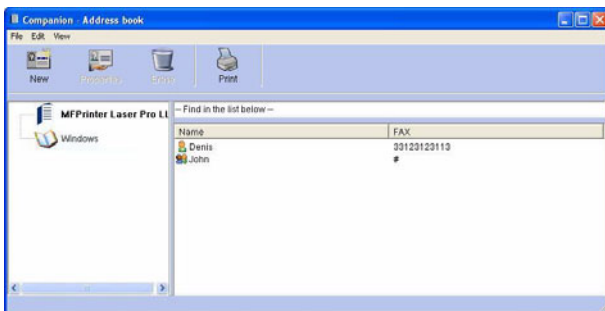 Companion - Address book
File Edit View
New Properties Erase Print
MFPrinter Laser Pro LL
Windows
-- Find in the list below --
Name FAX
Denis 33123123113
John #